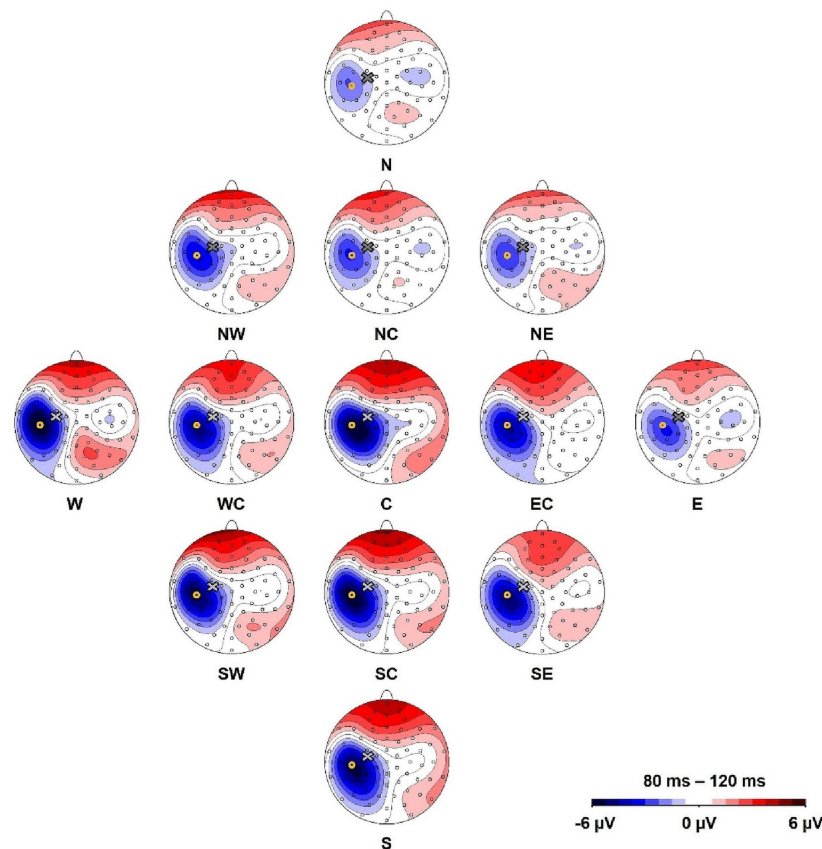 N
NW NC NE
W WC C EC E
SW SC SE
S
80 ms – 120 ms
-6 µV 0 µV 6 µV